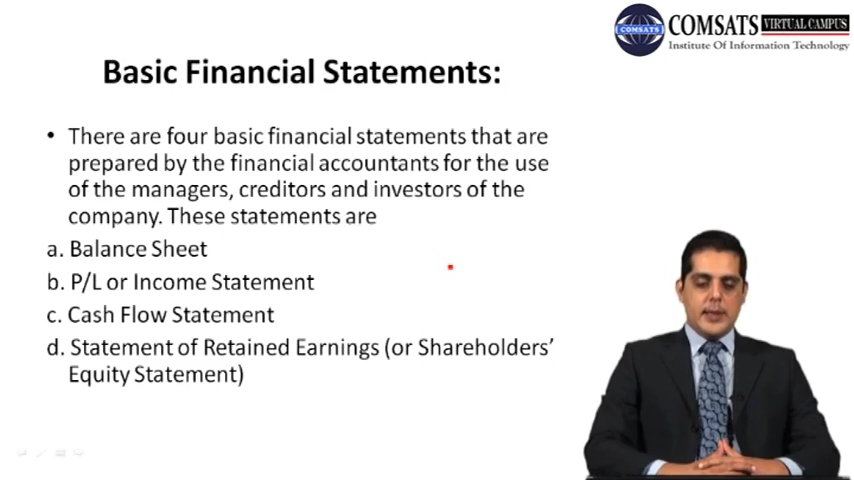 COMSATS VIRTUAL CAMPUS
COMSATS
Institute Of Information Technology
Basic Financial Statements:
• There are four basic financial statements that are
prepared by the financial accountants for the use
of the managers, creditors and investors of the
company. These statements are
a. Balance Sheet
b. P/L or Income Statement
c. Cash Flow Statement
d. Statement of Retained Earnings (or Shareholders’
Equity Statement)